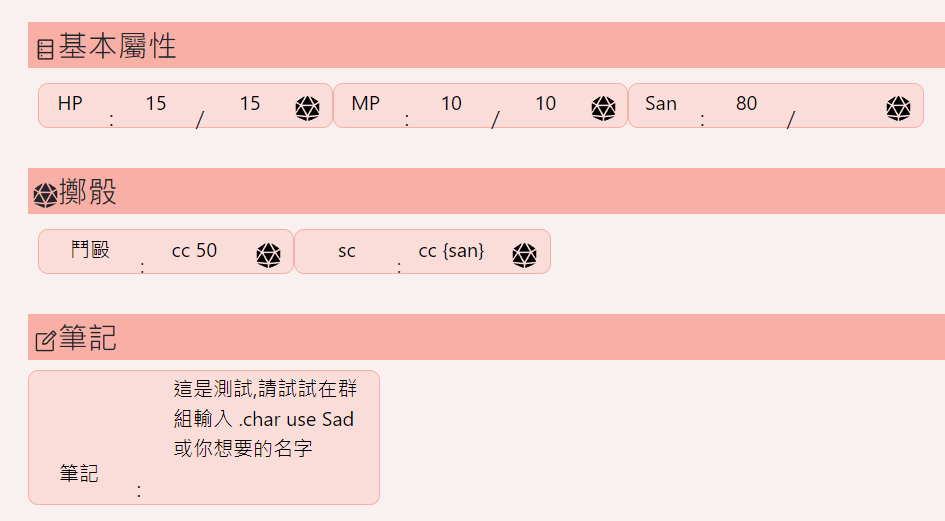 基本屬性
HP : 15 / 15 MP : 10 / 10 San : 80 /
擲骰
鬥毆 : cc 50 sc : cc {san}
筆記
這是測試,請試試在群
組輸入 .char use Sad
或你想要的名字
筆記 :